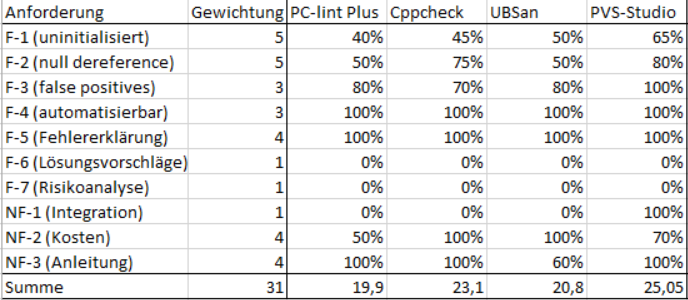 Anforderung Gewichtung PC-lint Plus Cppcheck UBSan PVS-Studio
F-1 (uninitialisiert) 5 40% 45% 50% 65%
F-2 (null dereference) 5 50% 75% 50% 80%
F-3 (false positives) 3 80% 70% 80% 100%
F-4 (automatisierbar) 3 100% 100% 100% 100%
F-5 (Fehlererklärung) 4 100% 100% 100% 100%
F-6 (Lösungsvorschläge) 1 0% 0% 0% 0%
F-7 (Risikoanalyse) 1 0% 0% 0% 0%
NF-1 (Integration) 1 0% 0% 0% 100%
NF-2 (Kosten) 4 50% 100% 100% 70%
NF-3 (Anleitung) 4 100% 100% 60% 100%
Summe 31 19,9 23,1 20,8 25,05